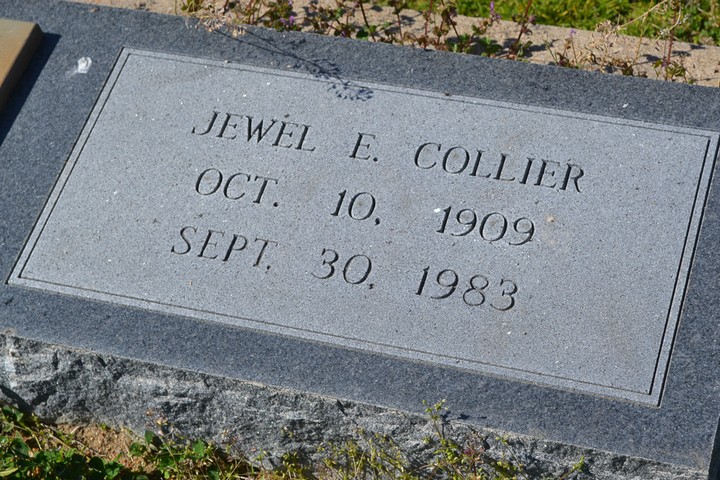 JEWEL E. COLLIER
OCT. 10, 1909
SEPT. 30, 1983